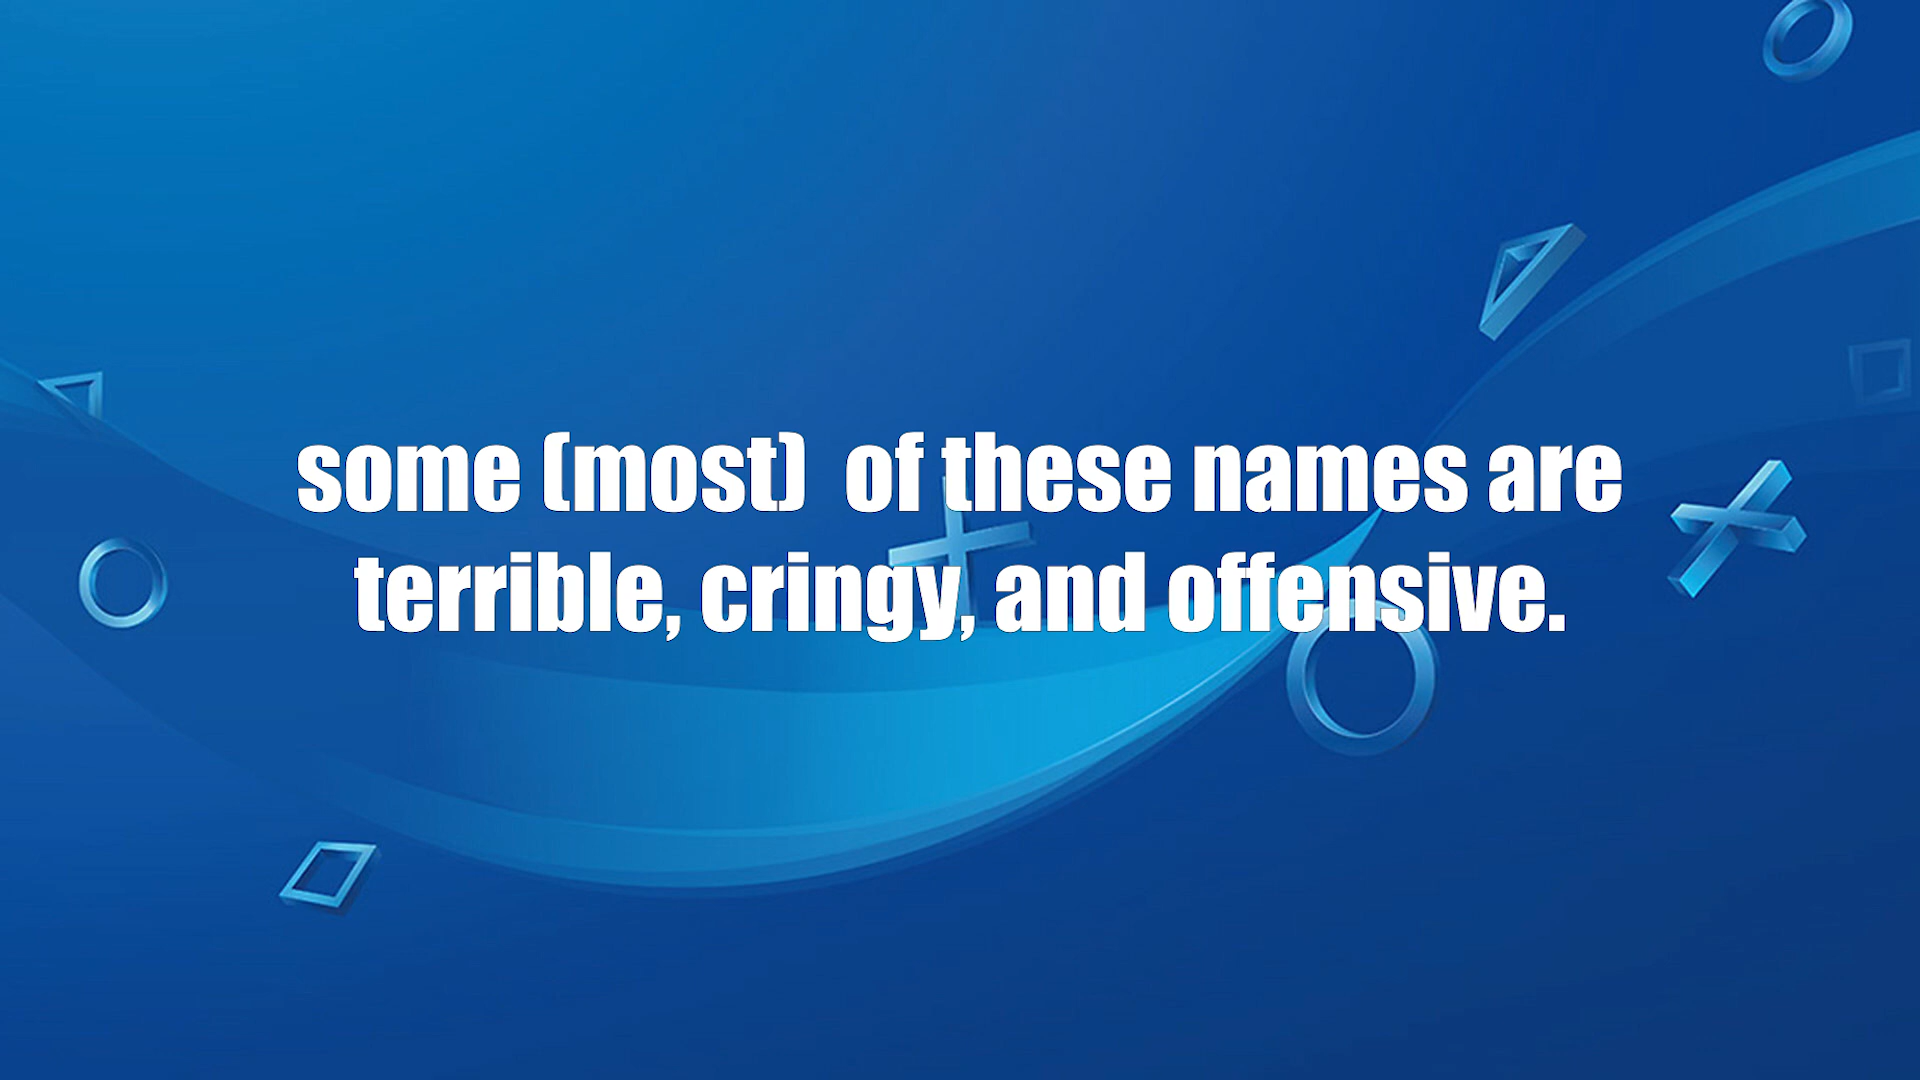 some (most)  of these names are
terrible, cringy, and offensive.